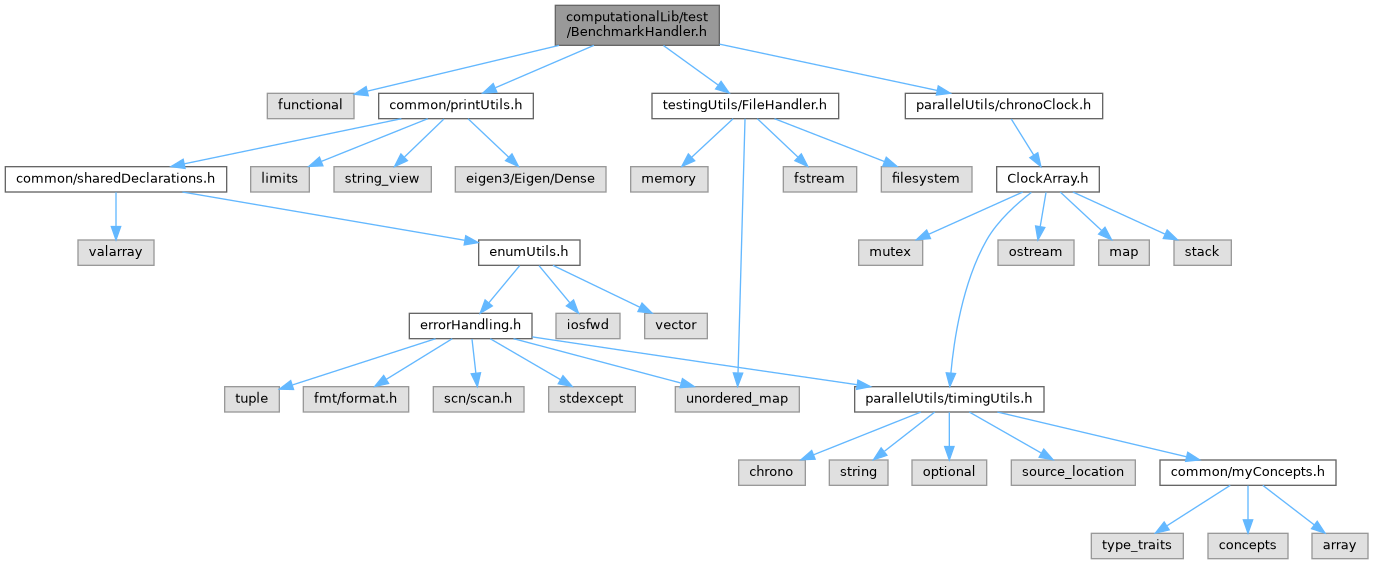 computationalLib/test
/BenchmarkHandler.h
functional
common/printUtils.h
testingUtils/FileHandler.h
parallelUtils/chronoClock.h
common/sharedDeclarations.h
limits
string_view
eigen3/Eigen/Dense
memory
fstream
filesystem
ClockArray.h
valarray
enumUtils.h
mutex
ostream
map
stack
errorHandling.h
iosfwd
vector
tuple
fmt/format.h
scn/scan.h
stdexcept
unordered_map
parallelUtils/timingUtils.h
chrono
string
optional
source_location
common/myConcepts.h
type_traits
concepts
array